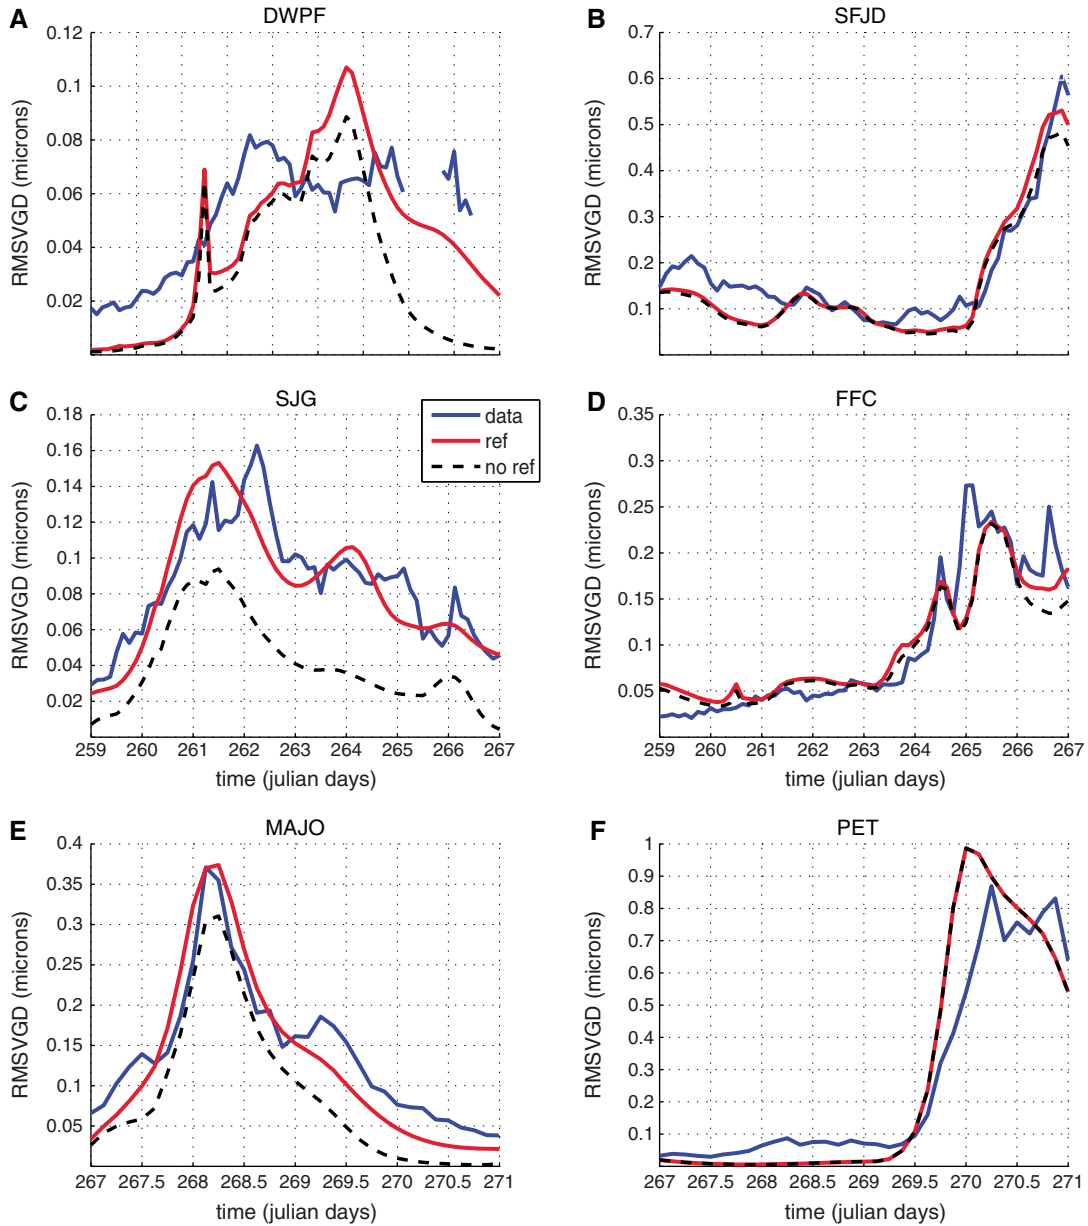 A
DWPF
0.12
0.1
0.08
0.06
0.04
0.02
RMSVGD (microns)
B
SFJD
0.7
0.6
0.5
0.4
0.3
0.2
0.1
RMSVGD (microns)
C
SJG
0.18
0.16
0.14
0.12
0.1
0.08
0.06
0.04
0.02
RMSVGD (microns)
data
ref
no ref
259 260 261 262 263 264 265 266 267
time (julian days)
D
FFC
0.35
0.3
0.25
0.2
0.15
0.1
0.05
RMSVGD (microns)
259 260 261 262 263 264 265 266 267
time (julian days)
E
MAJO
0.4
0.35
0.3
0.25
0.2
0.15
0.1
0.05
RMSVGD (microns)
267 267.5 268 268.5 269 269.5 270 270.5 271
time (julian days)
F
PET
1
0.9
0.8
0.7
0.6
0.5
0.4
0.3
0.2
0.1
RMSVGD (microns)
267 267.5 268 268.5 269 269.5 270 270.5 271
time (julian days)